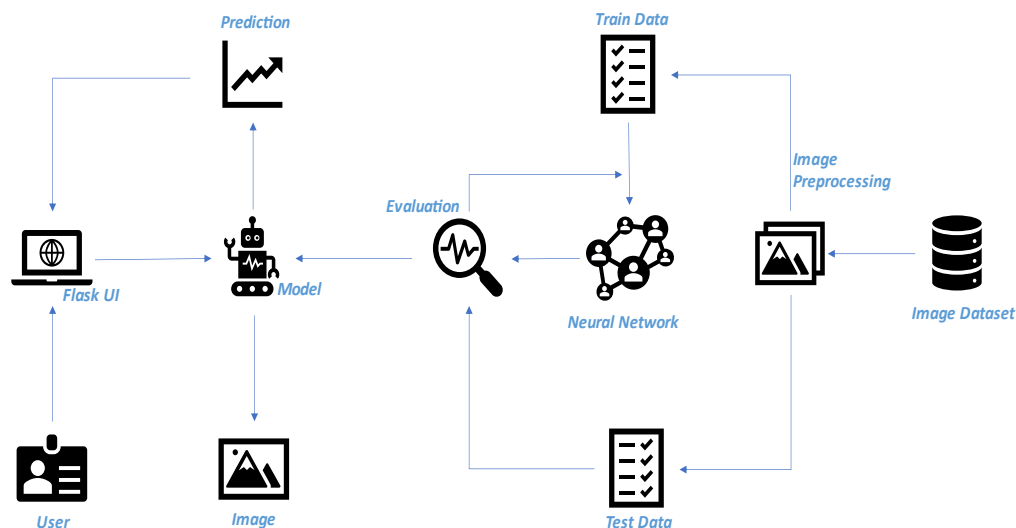 Prediction
Train Data
Image
Preprocessing
Evaluation
Flask UI
Model
Neural Network
Image Dataset
User
Image
Test Data